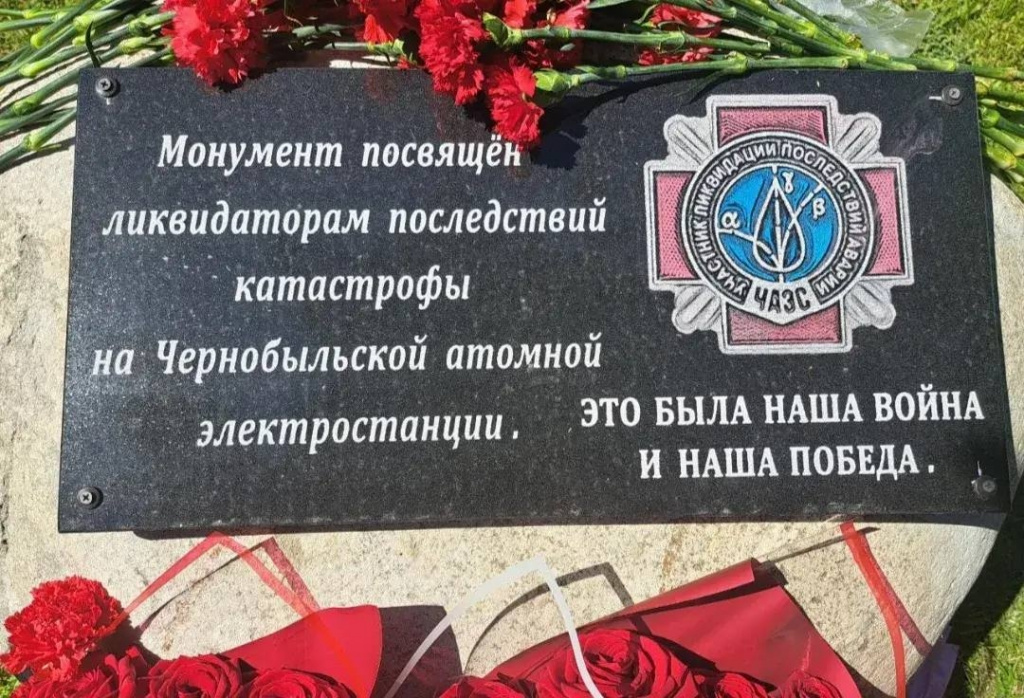 Монумент посвящён
ликвидаторам последствий
катастрофы
на Чернобыльской атомной
электростанции.
УЧАСТНИК ЛИКВИДАЦИИ ПОСЛЕДСТВИЙ АВАРИИ
α γ β
ЧАЭС
ЭТО БЫЛА НАША ВОЙНА
И НАША ПОБЕДА.